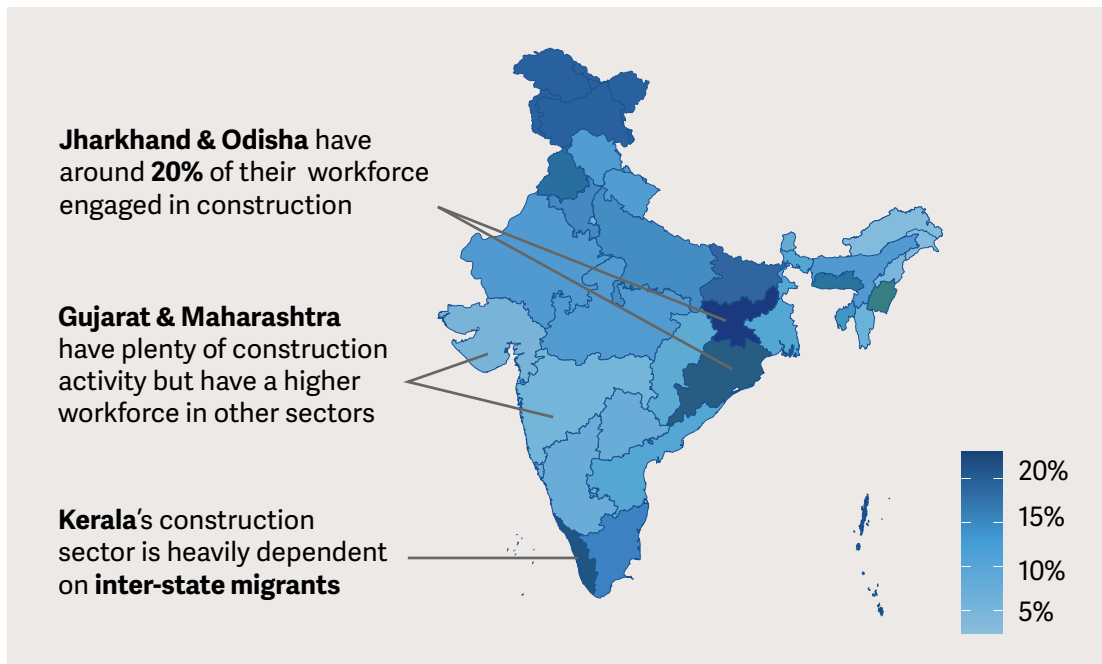 Jharkhand & Odisha have
around 20% of their workforce
engaged in construction
Gujarat & Maharashtra
have plenty of construction
activity but have a higher
workforce in other sectors
Kerala's construction
sector is heavily dependent
on inter-state migrants
20%
15%
10%
5%